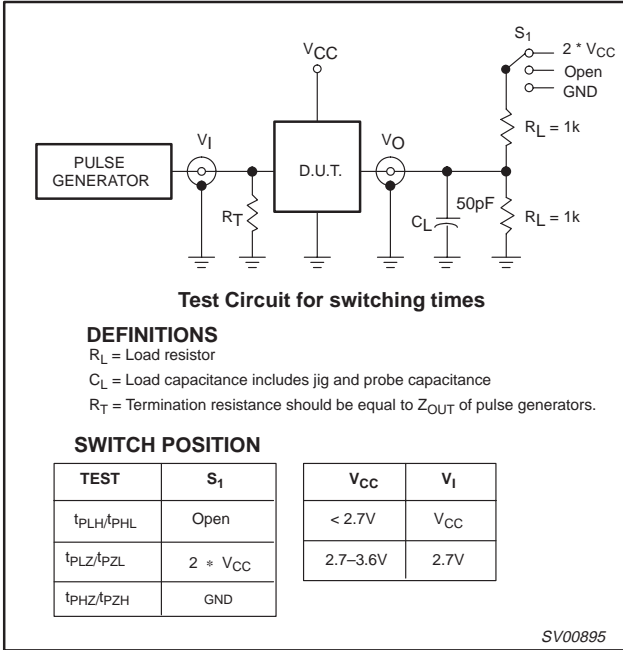 S1
2 * VCC
Open
GND
VCC
RL = 1k
VI
VO
PULSE GENERATOR
D.U.T.
RT
50pF
CL
RL = 1k
Test Circuit for switching times
DEFINITIONS
RL = Load resistor
CL = Load capacitance includes jig and probe capacitance
RT = Termination resistance should be equal to ZOUT of pulse generators.
SWITCH POSITION
TEST S1
tPLH/tPHL Open
tPLZ/tPZL 2 * VCC
tPHZ/tPZH GND
VCC VI
< 2.7V VCC
2.7–3.6V 2.7V
SV00895